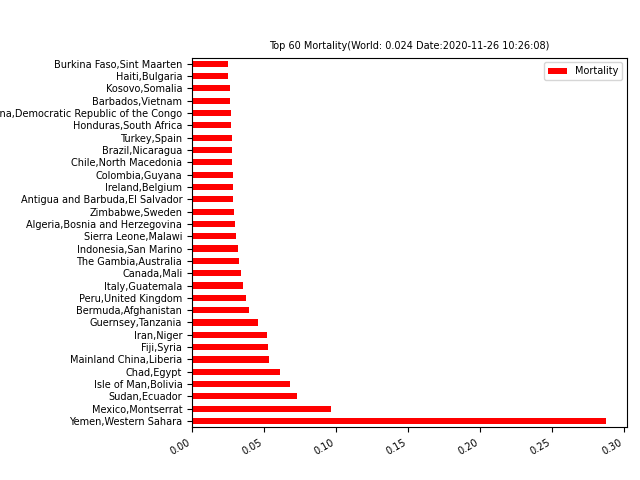 Top 60 Mortality(World: 0.024 Date:2020-11-26 10:26:08)
Mortality
Burkina Faso,Sint Maarten
Haiti,Bulgaria
Kosovo,Somalia
Barbados,Vietnam
na,Democratic Republic of the Congo
Honduras,South Africa
Turkey,Spain
Brazil,Nicaragua
Chile,North Macedonia
Colombia,Guyana
Ireland,Belgium
Antigua and Barbuda,El Salvador
Zimbabwe,Sweden
Algeria,Bosnia and Herzegovina
Sierra Leone,Malawi
Indonesia,San Marino
The Gambia,Australia
Canada,Mali
Italy,Guatemala
Peru,United Kingdom
Bermuda,Afghanistan
Guernsey,Tanzania
Iran,Niger
Fiji,Syria
Mainland China,Liberia
Chad,Egypt
Isle of Man,Bolivia
Sudan,Ecuador
Mexico,Montserrat
Yemen,Western Sahara
0.00 0.05 0.10 0.15 0.20 0.25 0.30